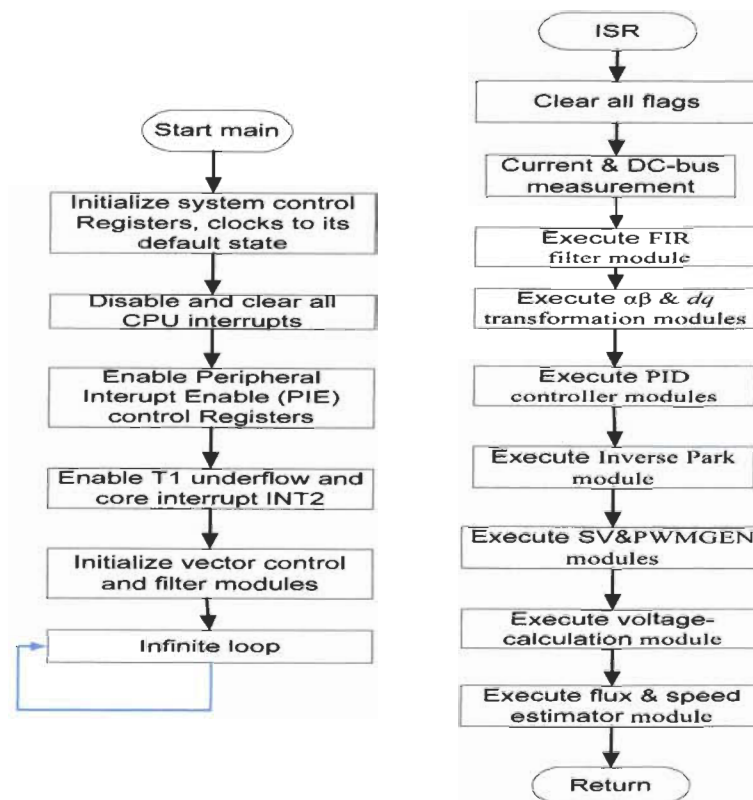 Start main
Initialize system control
Registers, clocks to its
default state
Disable and clear all
CPU interrupts
Enable Peripheral
Interupt Enable (PIE)
control Registers
Enable T1 underflow and
core interrupt INT2
Initialize vector control
and filter modules
Infinite loop
ISR
Clear all flags
Current & DC-bus
measurement
Execute FIR
filter module
Execute αβ & dq
transformation modules
Execute PID
controller modules
Execute Inverse Park
module
Execute SV&PWMGEN
modules
Execute voltage-
calculation module
Execute flux & speed
estimator module
Return